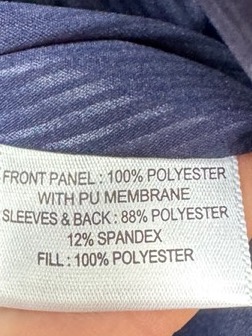 FRONT PANEL : 100% POLYESTER
WITH PU MEMBRANE
SLEEVES & BACK : 88% POLYESTER
12% SPANDEX
FILL : 100% POLYESTER